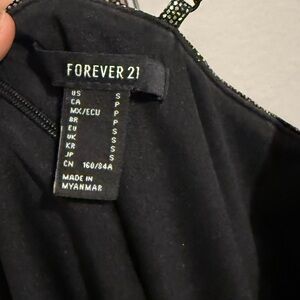 FOREVER 21
US S
CA P
MX/ECU P
BR P
EU S
UK S
KR S
JP S
CN 160/84A
MADE IN
MYANMAR